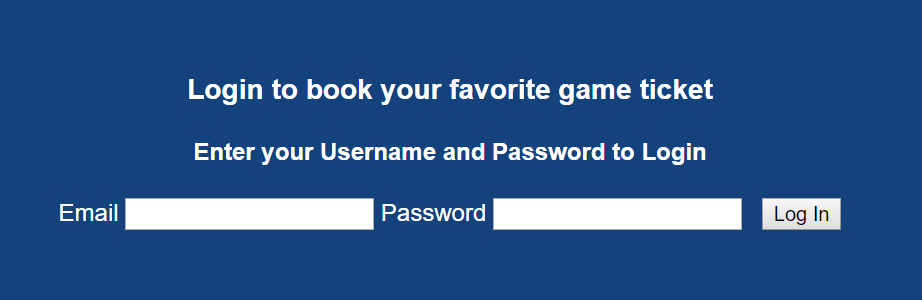 Login to book your favorite game ticket
Enter your Username and Password to Login
Email Password Log In